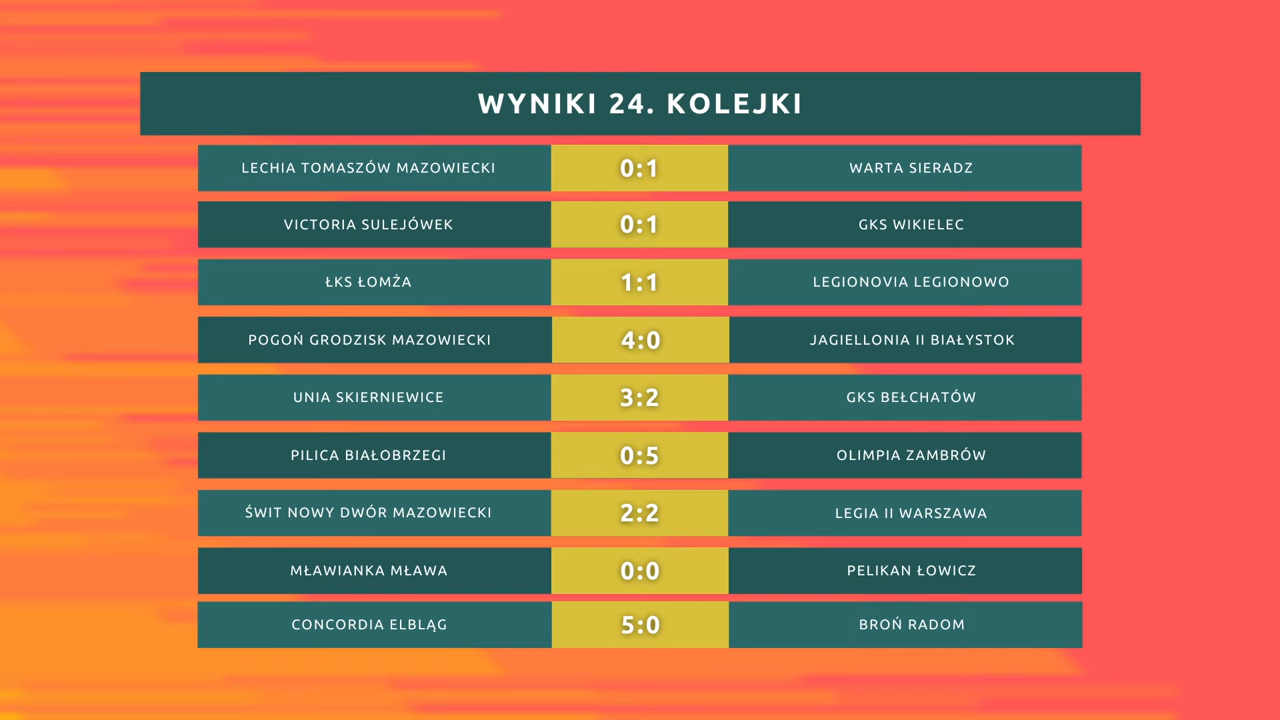 WYNIKI 24. KOLEJKI
LECHIA TOMASZÓW MAZOWIECKI 0:1 WARTA SIERADZ
VICTORIA SULEJÓWEK 0:1 GKS WIKIELEC
ŁKS ŁOMŻA 1:1 LEGIONOVIA LEGIONOWO
POGOŃ GRODZISK MAZOWIECKI 4:0 JAGIELLONIA II BIAŁYSTOK
UNIA SKIERNIEWICE 3:2 GKS BEŁCHATÓW
PILICA BIAŁOBRZEGI 0:5 OLIMPIA ZAMBRÓW
ŚWIT NOWY DWÓR MAZOWIECKI 2:2 LEGIA II WARSZAWA
MŁAWIANKA MŁAWA 0:0 PELIKAN ŁOWICZ
CONCORDIA ELBLĄG 5:0 BROŃ RADOM